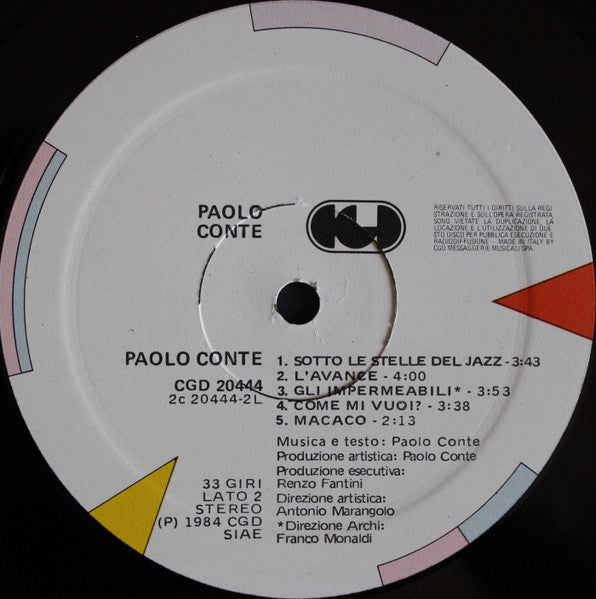 PAOLO
CONTE
RISERVATI TUTTI I DIRITTI SULLA REGI
STRAZIONE E SULL'OPERA REGISTRATA.
SONO VIETATE LA DUPLICAZIONE, LA
LOCAZIONE E L'UTILIZZAZIONE DI QUE
STO DISCO PER PUBBLICA ESECUZIONE E
RADIODIFFUSIONE - MADE IN ITALY BY
CGD MESSAGGERIE MUSICALI SPA.
PAOLO CONTE
CGD 20444
2c 20444-2L
1. SOTTO LE STELLE DEL JAZZ - 3:43
2. L'AVANCE - 4:00
3. GLI IMPERMEABILI* - 3:53
4. COME MI VUOI? - 3:38
5. MACACO - 2:13
Musica e testo: Paolo Conte
Produzione artistica: Paolo Conte
Produzione esecutiva:
Renzo Fantini
Direzione artistica:
Antonio Marangolo
*Direzione Archi:
Franco Monaldi
33 GIRI
LATO 2
STEREO
(P) 1984 CGD
SIAE